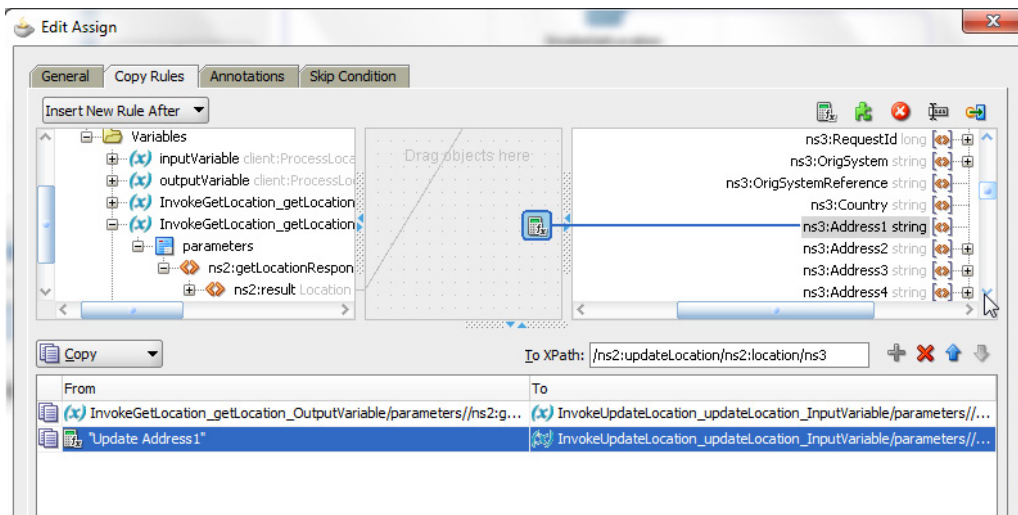 Edit Assign
General Copy Rules Annotations Skip Condition
Insert New Rule After
Variables
inputVariable client:ProcessLoca
outputVariable client:ProcessLo
InvokeGetLocation_getLocation
InvokeGetLocation_getLocation
parameters
ns2:getLocationRespon
ns2:result Location
Drag objects here
ns3:RequestId long
ns3:OrigSystem string
ns3:OrigSystemReference string
ns3:Country string
ns3:Address1 string
ns3:Address2 string
ns3:Address3 string
ns3:Address4 string
Copy
To XPath: /ns2:updateLocation/ns2:location/ns3
From To
(x) InvokeGetLocation_getLocation_OutputVariable/parameters//ns2:g... (x) InvokeUpdateLocation_updateLocation_InputVariable/parameters//...
"Update Address1" InvokeUpdateLocation_updateLocation_InputVariable/parameters//...